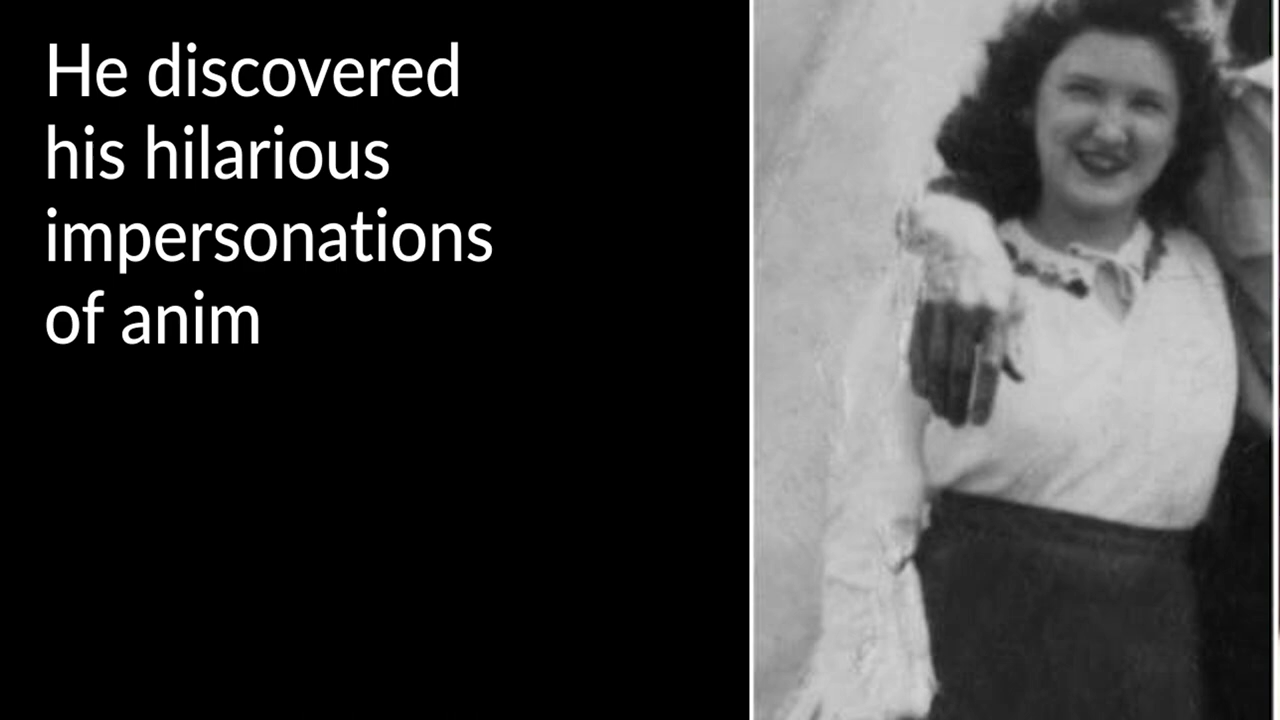 He discovered
his hilarious
impersonations
of anim